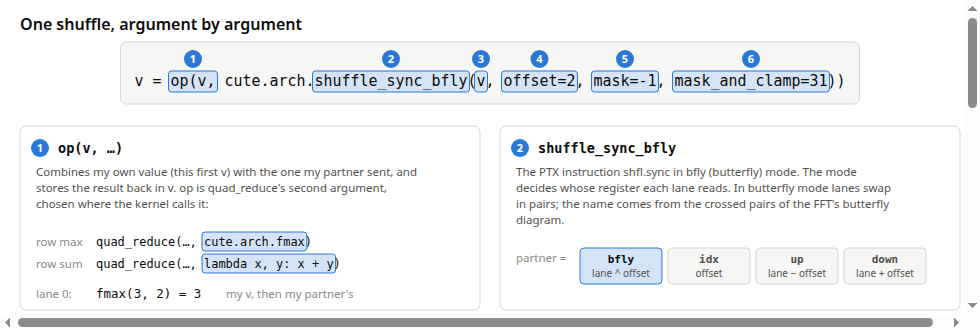 One shuffle, argument by argument
1 2 3 4 5 6
v = op(v, cute.arch.shuffle_sync_bfly(v, offset=2, mask=-1, mask_and_clamp=31))
1 op(v, …)
Combines my own value (this first v) with the one my partner sent, and
stores the result back in v. op is quad_reduce's second argument,
chosen where the kernel calls it:
row max quad_reduce(…, cute.arch.fmax)
row sum quad_reduce(…, lambda x, y: x + y)
lane 0: fmax(3, 2) = 3 my v, then my partner's
2 shuffle_sync_bfly
The PTX instruction shfl.sync in bfly (butterfly) mode. The mode
decides whose register each lane reads. In butterfly mode lanes swap
in pairs; the name comes from the crossed pairs of the FFT's butterfly
diagram.
partner =
bfly
lane ^ offset
idx
offset
up
lane − offset
down
lane + offset